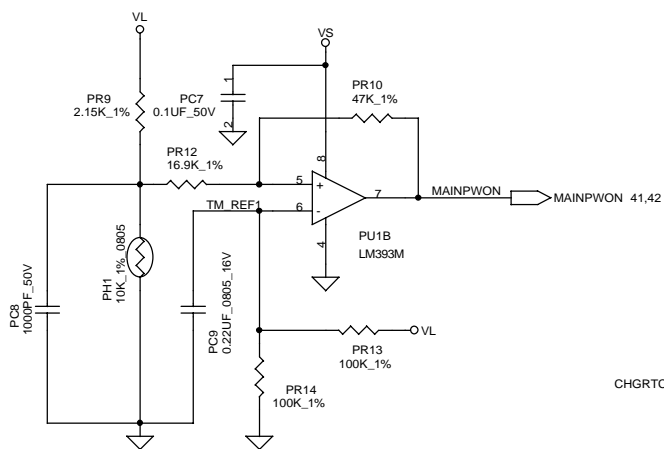 VL
VS
PR9
2.15K_1%
1
PC7
0.1UF_50V
2
PR10
47K_1%
PR12
16.9K_1%
8
5
+
7
MAINPWON
MAINPWON 41,42
TM_REF1
6
-
PU1B
LM393M
4
PC8
1000PF_50V
PH1
10K_1%_0805
PC9
0.22UF_0805_16V
PR13
100K_1%
VL
PR14
100K_1%
CHGRTC